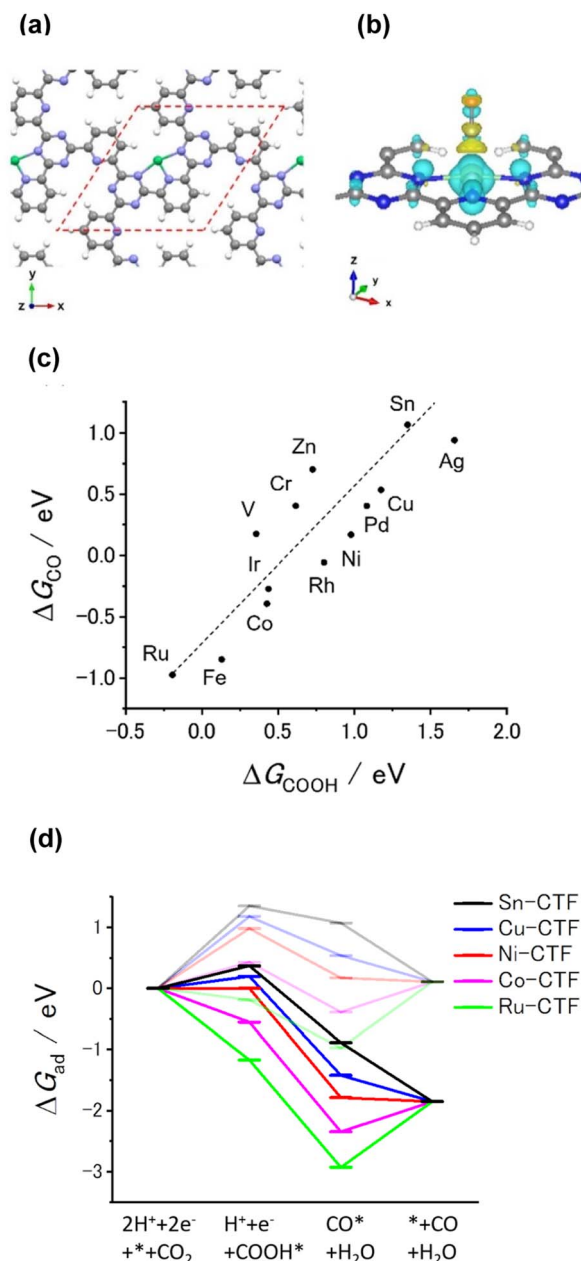 (a)
(b)
y
z
x
z
y
x
(c)
ΔG_CO / eV
1.0
0.5
0.0
−0.5
−1.0
Sn
Zn
Ag
Cr
Cu
V
Pd
Ir
Ni
Rh
Co
Ru
Fe
−0.5 0.0 0.5 1.0 1.5 2.0
ΔG_COOH / eV
(d)
ΔG_ad / eV
1
0
−1
−2
−3
Sn−CTF
Cu−CTF
Ni−CTF
Co−CTF
Ru−CTF
2H⁺+2e⁻ H⁺+e⁻ CO* *+CO
+*+CO₂ +COOH* +H₂O +H₂O